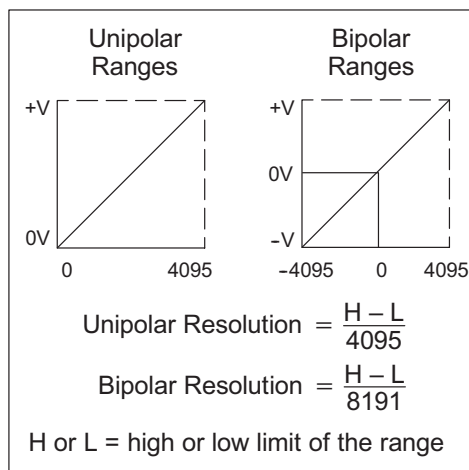 Unipolar
Ranges
Bipolar
Ranges
+V
0V
0 4095
+V
0V
--V
--4095 0 4095
Unipolar Resolution = H – L
4095
Bipolar Resolution = H – L
8191
H or L = high or low limit of the range